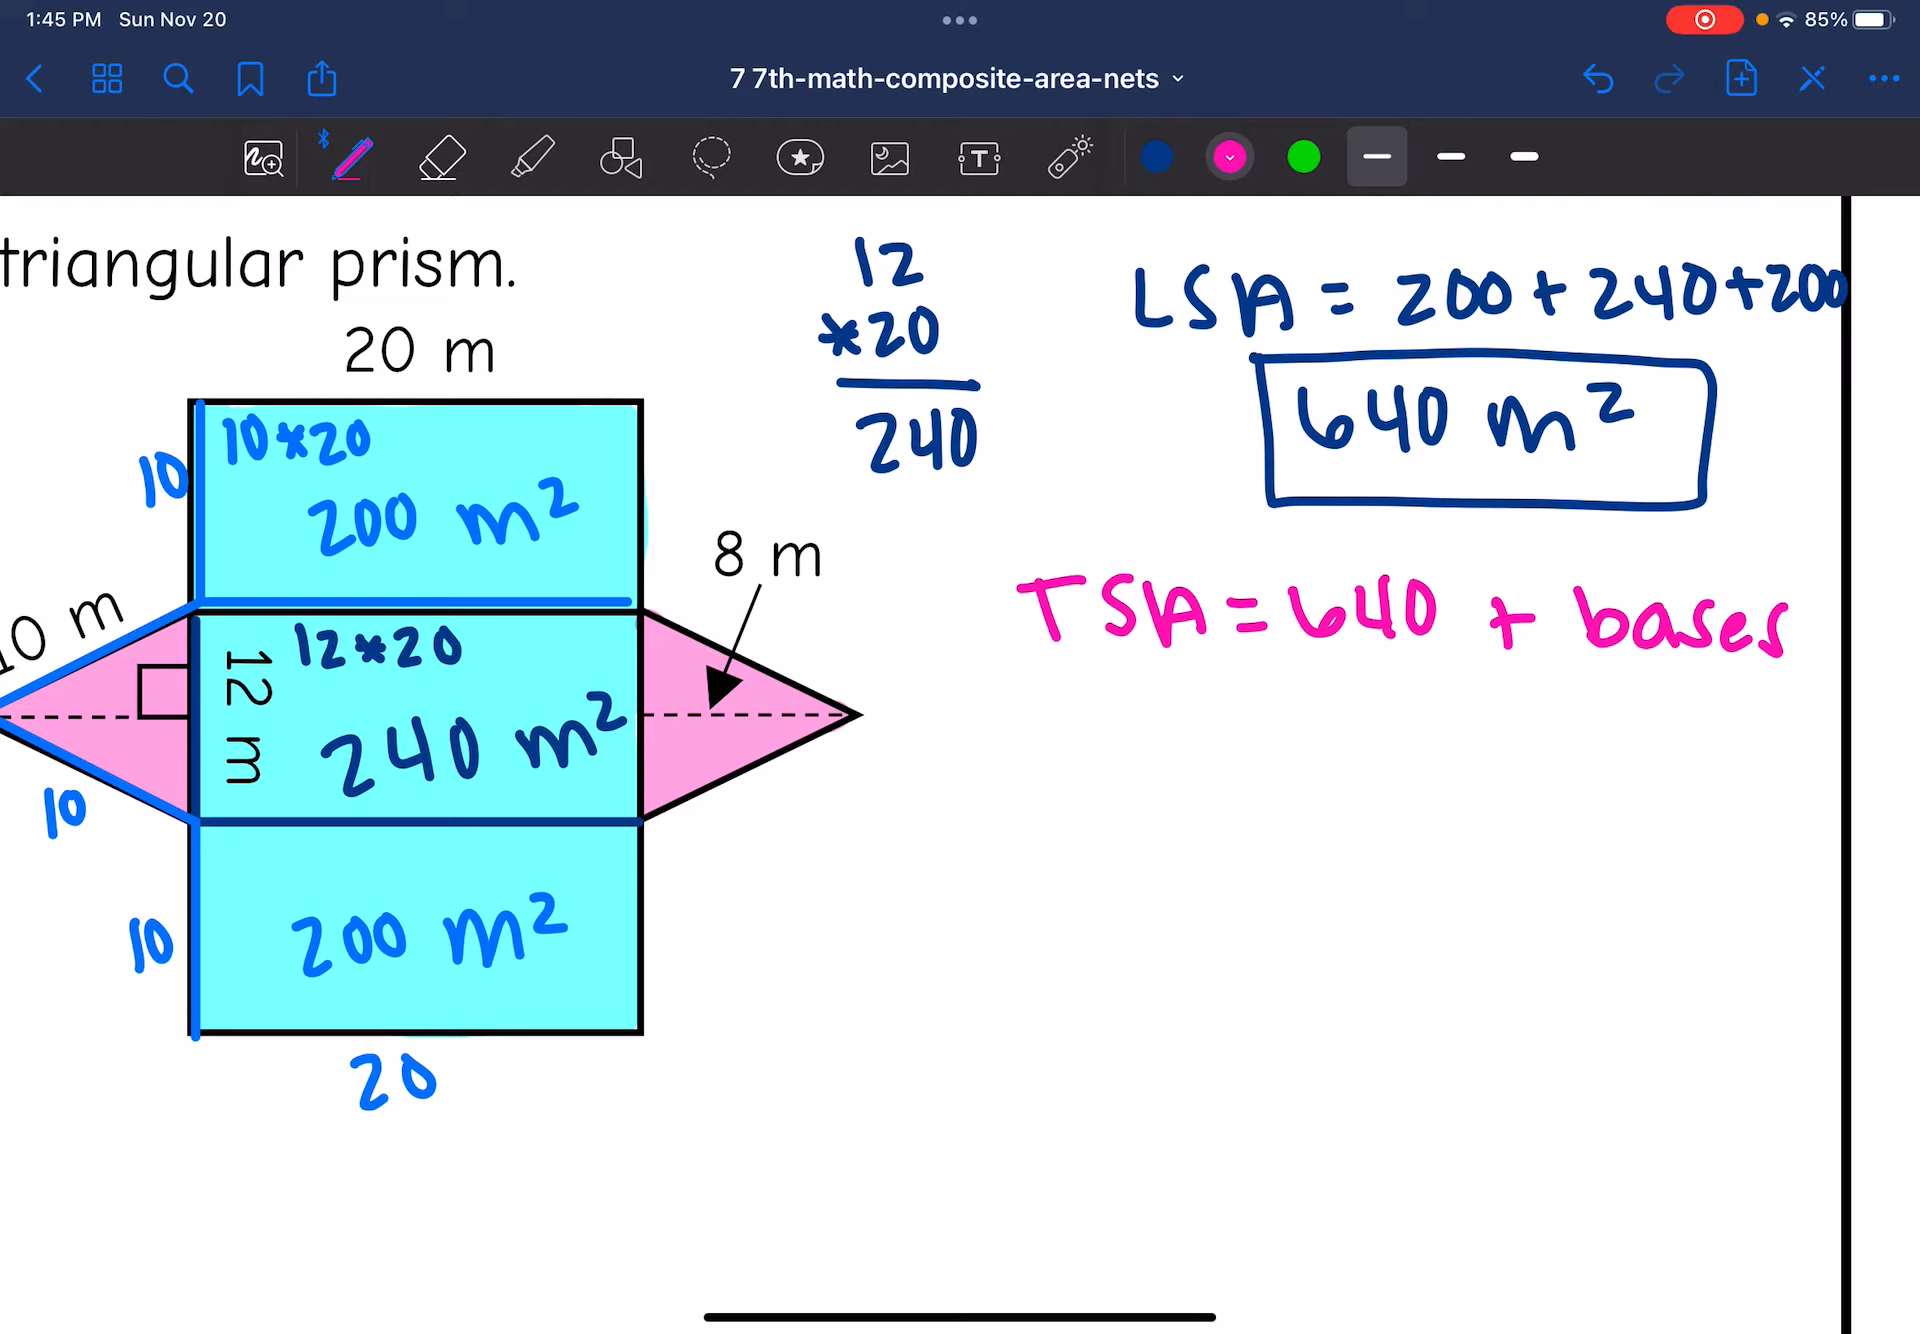 1:45 PM Sun Nov 20
85%
7 7th-math-composite-area-nets
T
triangular prism.
20 m
12
*20
240
LSA = 200 + 240 + 200
640 m²
10
10*20
200 m²
8 m
TSA = 640 + bases
10 m
12*20
12 m
240 m²
10
10
200 m²
20